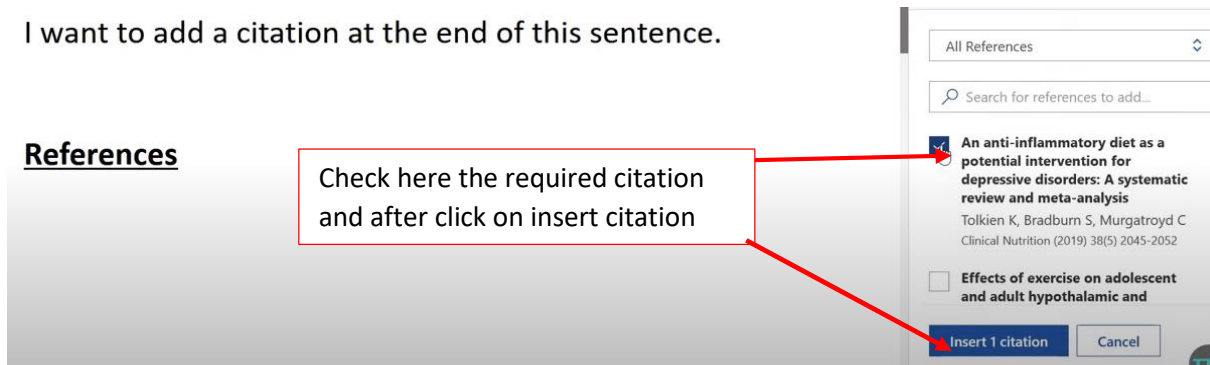 I want to add a citation at the end of this sentence.
References
Check here the required citation
and after click on insert citation
All References
Search for references to add...
An anti-inflammatory diet as a
potential intervention for
depressive disorders: A systematic
review and meta-analysis
Tolkien K, Bradburn S, Murgatroyd C
Clinical Nutrition (2019) 38(5) 2045-2052
Effects of exercise on adolescent
and adult hypothalamic and
Insert 1 citation
Cancel